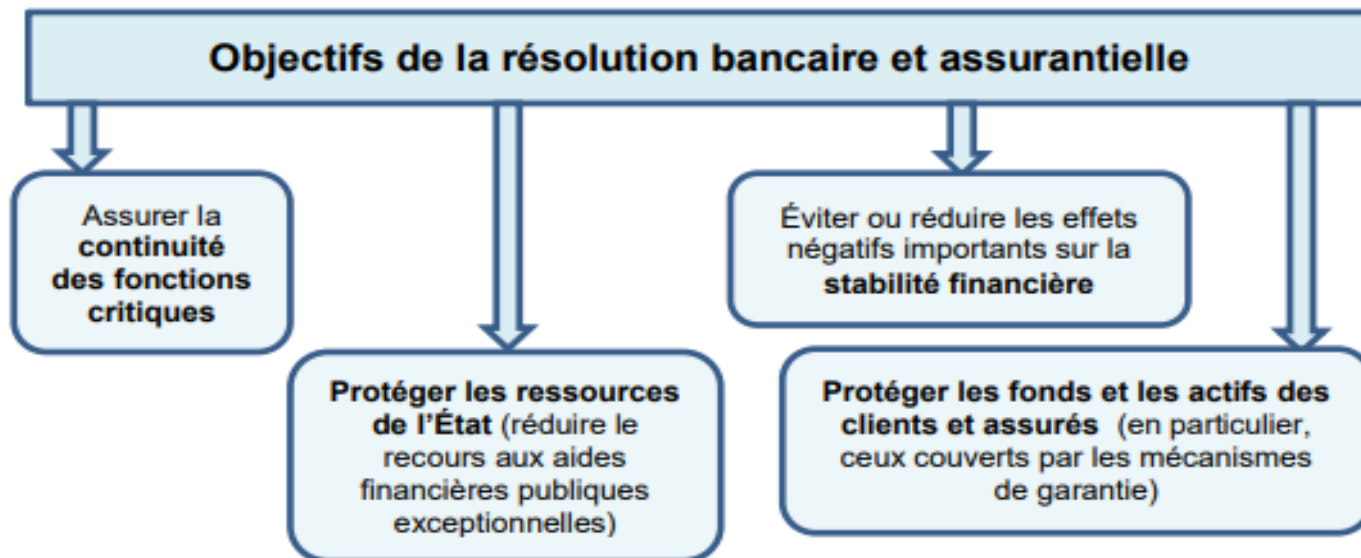 Objectifs de la résolution bancaire et assurantielle
Assurer la
continuité
des fonctions
critiques
Protéger les ressources
de l'État (réduire le
recours aux aides
financières publiques
exceptionnelles)
Éviter ou réduire les effets
négatifs importants sur la
stabilité financière
Protéger les fonds et les actifs des
clients et assurés (en particulier,
ceux couverts par les mécanismes
de garantie)